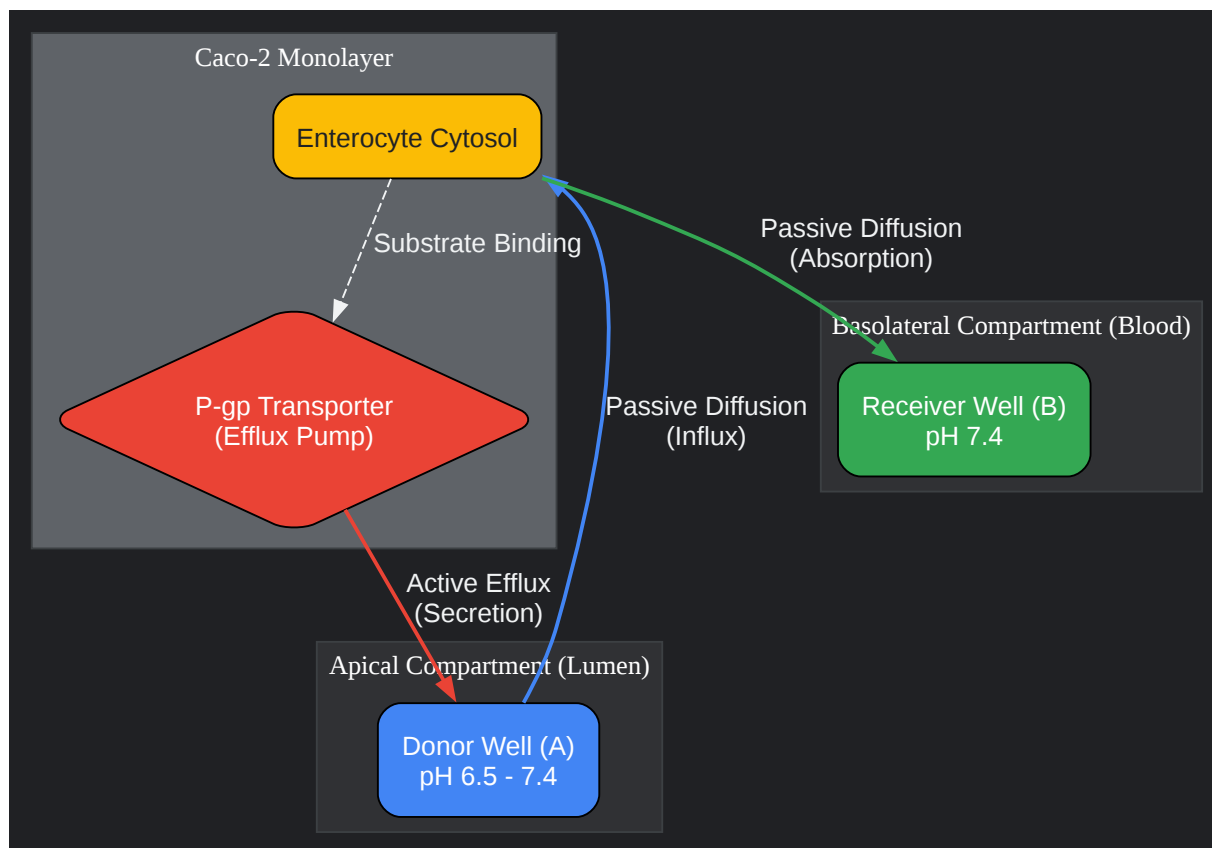 Caco-2 Monolayer
Enterocyte Cytosol
Substrate Binding
Passive Diffusion
(Absorption)
Basolateral Compartment (Blood)
Receiver Well (B)
pH 7.4
P-gp Transporter
(Efflux Pump)
Passive Diffusion
(Influx)
Active Efflux
(Secretion)
Apical Compartment (Lumen)
Donor Well (A)
pH 6.5 - 7.4